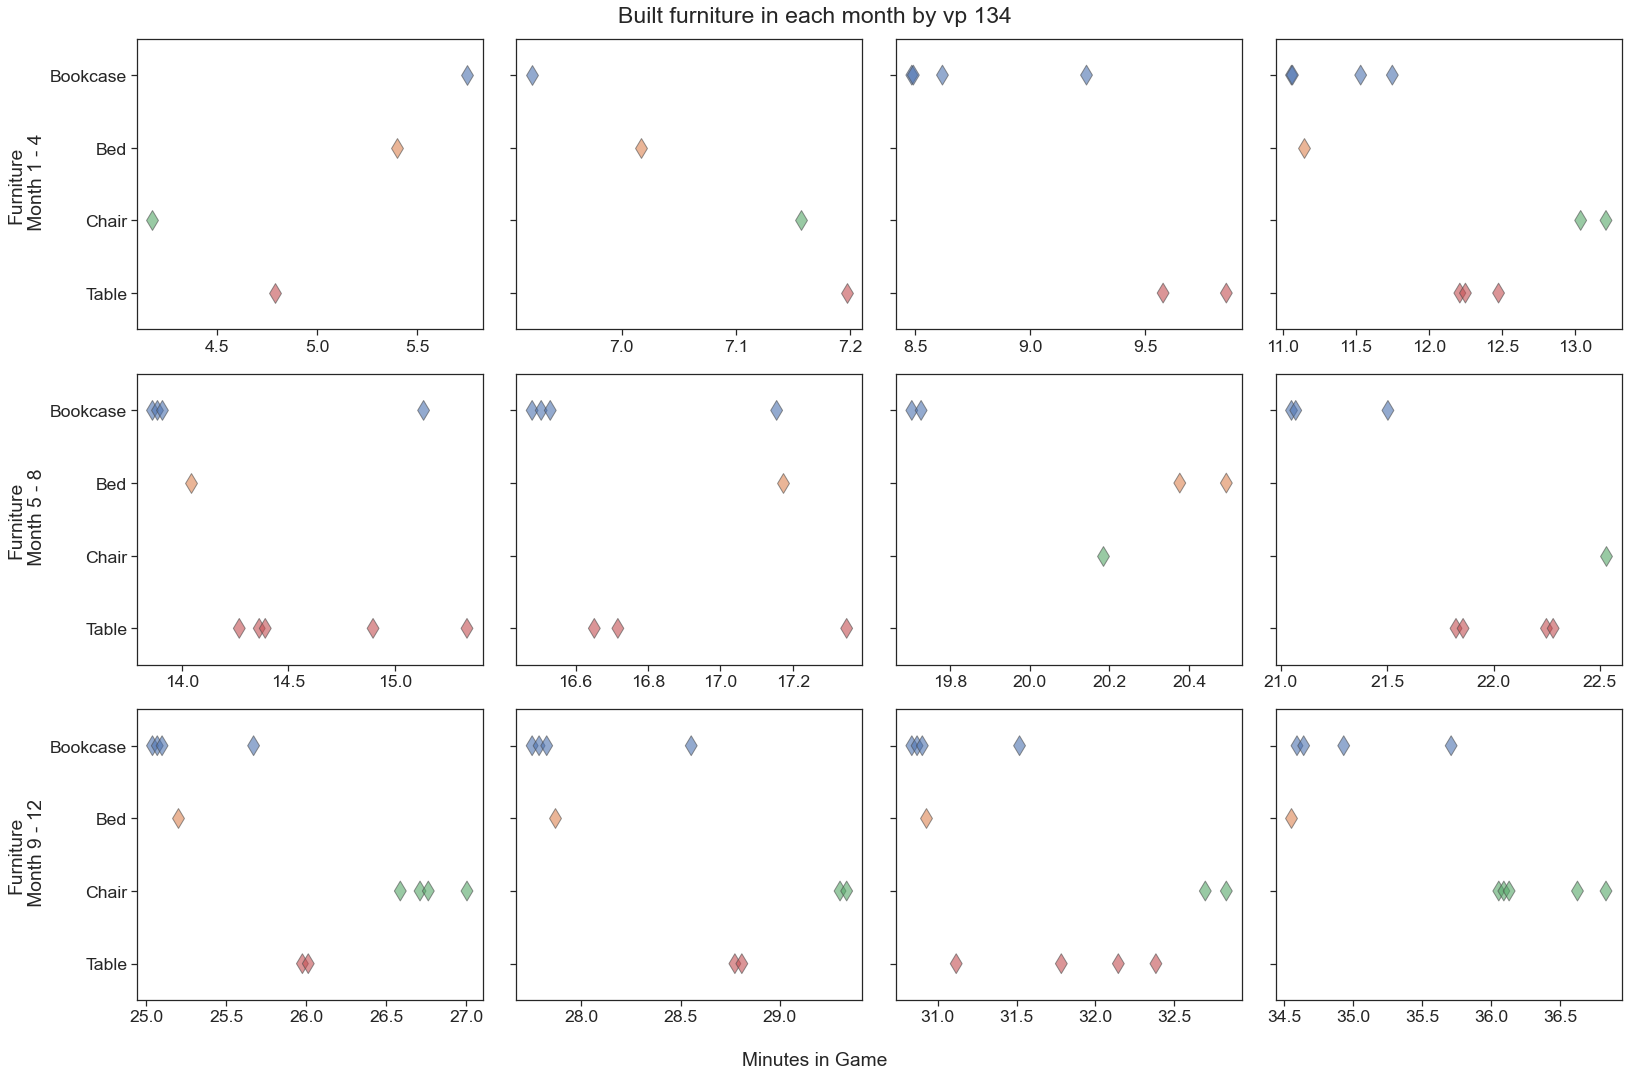 Built furniture in each month by vp 134
Furniture
Month 1 - 4
Bookcase
Bed
Chair
Table
4.5 5.0 5.5
7.0 7.1 7.2
8.5 9.0 9.5
11.0 11.5 12.0 12.5 13.0
Furniture
Month 5 - 8
Bookcase
Bed
Chair
Table
14.0 14.5 15.0
16.6 16.8 17.0 17.2
19.8 20.0 20.2 20.4
21.0 21.5 22.0 22.5
Furniture
Month 9 - 12
Bookcase
Bed
Chair
Table
25.0 25.5 26.0 26.5 27.0
28.0 28.5 29.0
31.0 31.5 32.0 32.5
34.5 35.0 35.5 36.0 36.5
Minutes in Game